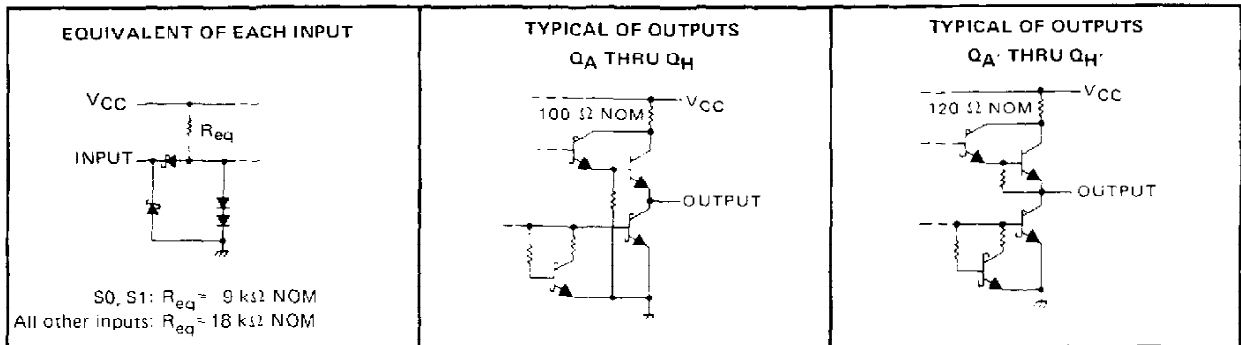 EQUIVALENT OF EACH INPUT
VCC
Req
INPUT
S0, S1: Req = 9 kΩ NOM
All other inputs: Req = 18 kΩ NOM
TYPICAL OF OUTPUTS
QA THRU QH
VCC
100 Ω NOM
OUTPUT
TYPICAL OF OUTPUTS
QA' THRU QH'
VCC
120 Ω NOM
OUTPUT